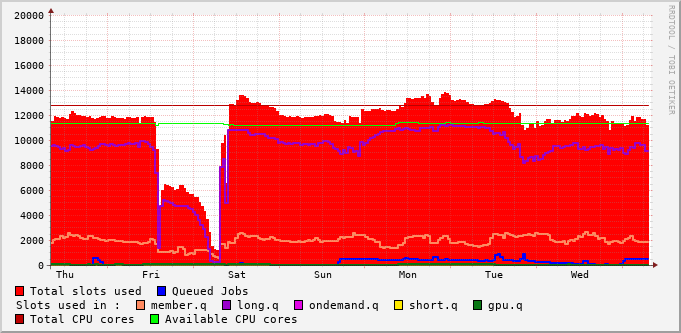 20000
18000
16000
14000
12000
10000
8000
6000
4000
2000
0
Thu Fri Sat Sun Mon Tue Wed
Total slots used Queued Jobs
Slots used in : member.q long.q ondemand.q short.q gpu.q
Total CPU cores Available CPU cores
RRDTOOL / TOBI OETIKER